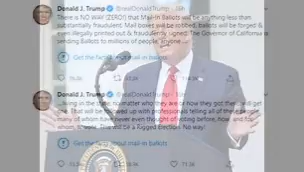 Donald J. Trump @realDonaldTrump
There is NO WAY (ZERO!) that Mail-In Ballots will be anything less than
substantially fraudulent. Mail boxes will be robbed, ballots will be forged &
even illegally printed out & fraudulently signed. The Governor of California is
sending Ballots to millions of people, anyone.....
Get the facts about mail-in ballots
Donald J. Trump @realDonaldTrump
....living in the state, no matter who they are or how they got there, will get
one. That will be followed up with professionals telling all of these people,
many of whom have never even thought of voting before, how, and for
whom, to vote. This will be a Rigged Election. No way!
Get the facts about mail-in ballots